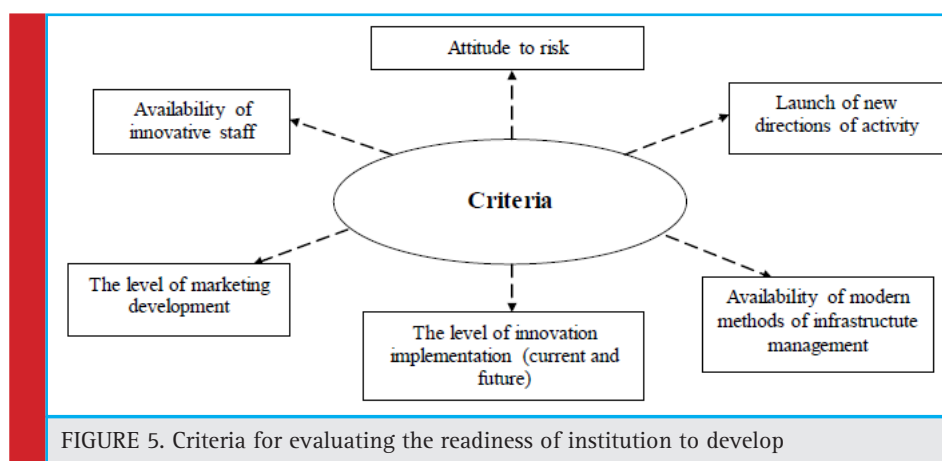 Attitude to risk
Availability of
innovative staff
Launch of new
directions of activity
Criteria
The level of marketing
development
The level of innovation
implementation (current and
future)
Availability of modern
methods of infrastructute
management
FIGURE 5. Criteria for evaluating the readiness of institution to develop